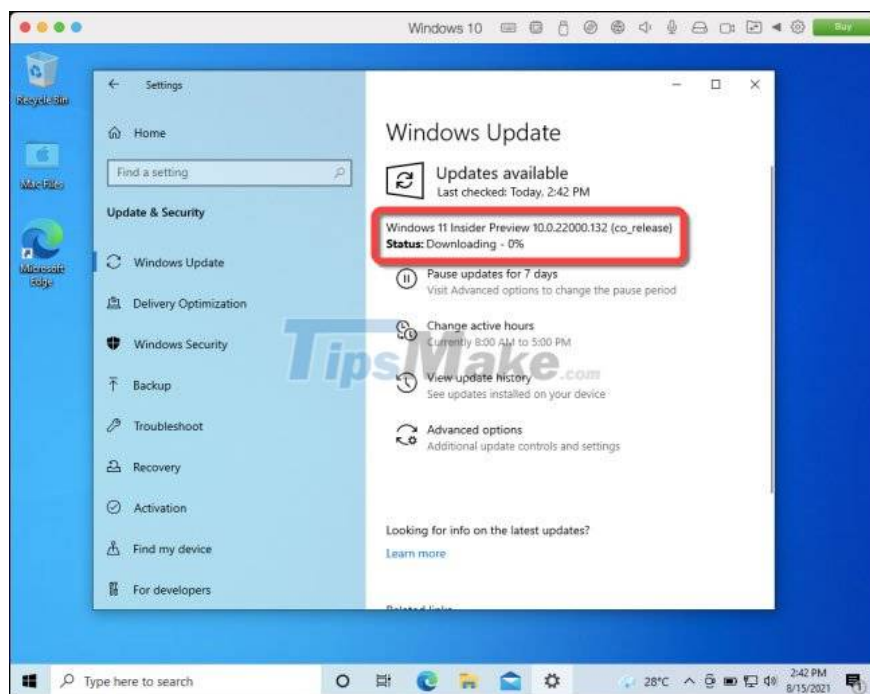 Windows 10
Buy
Recycle Bin
Mac Files
Microsoft
Edge
Settings
Home
Find a setting
Update & Security
Windows Update
Delivery Optimization
Windows Security
Backup
Troubleshoot
Recovery
Activation
Find my device
For developers
Windows Update
Updates available
Last checked: Today, 2:42 PM
Windows 11 Insider Preview 10.0.22000.132 (co_release)
Status: Downloading - 0%
Pause updates for 7 days
Visit Advanced options to change the pause period
Change active hours
Currently 8:00 AM to 5:00 PM
View update history
See updates installed on your device
Advanced options
Additional update controls and settings
Looking for info on the latest updates?
Learn more
Related links
TipsMake.com
Type here to search
28°C
2:42 PM
8/15/2021
1